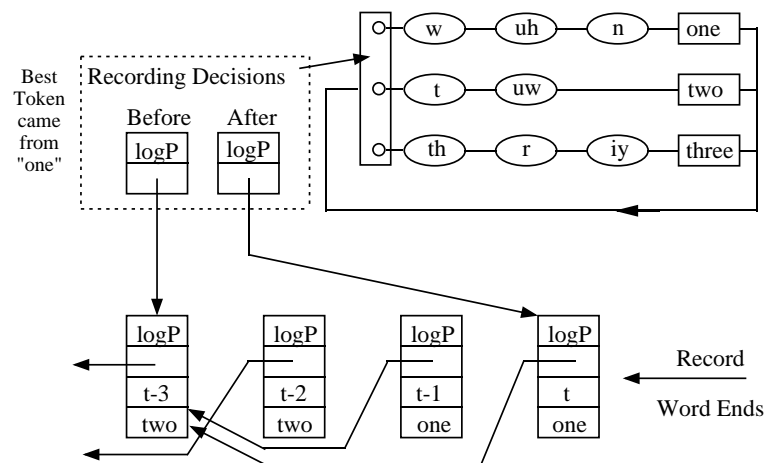 w uh n one
Best
Token
came
from
"one"
Recording Decisions
t uw two
Before After
logP logP
th r iy three
logP logP logP logP
Record
t-3 t-2 t-1 t
Word Ends
two two one one